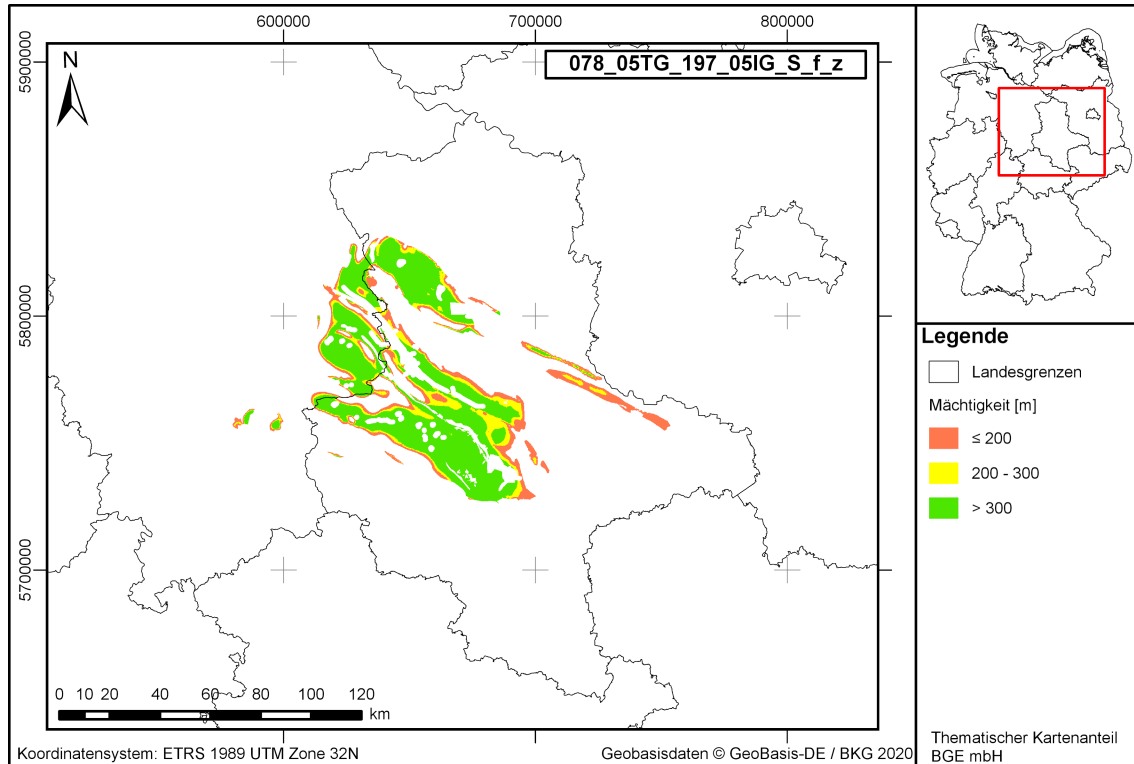 600000 700000 800000
078_05TG_197_05IG_S_f_z
N
5900000
5800000
5700000
0 10 20 40 60 80 100 120
km
Koordinatensystem: ETRS 1989 UTM Zone 32N
Geobasisdaten © GeoBasis-DE / BKG 2020
Legende
Landesgrenzen
Mächtigkeit [m]
≤ 200
200 - 300
> 300
Thematischer Kartenanteil
BGE mbH